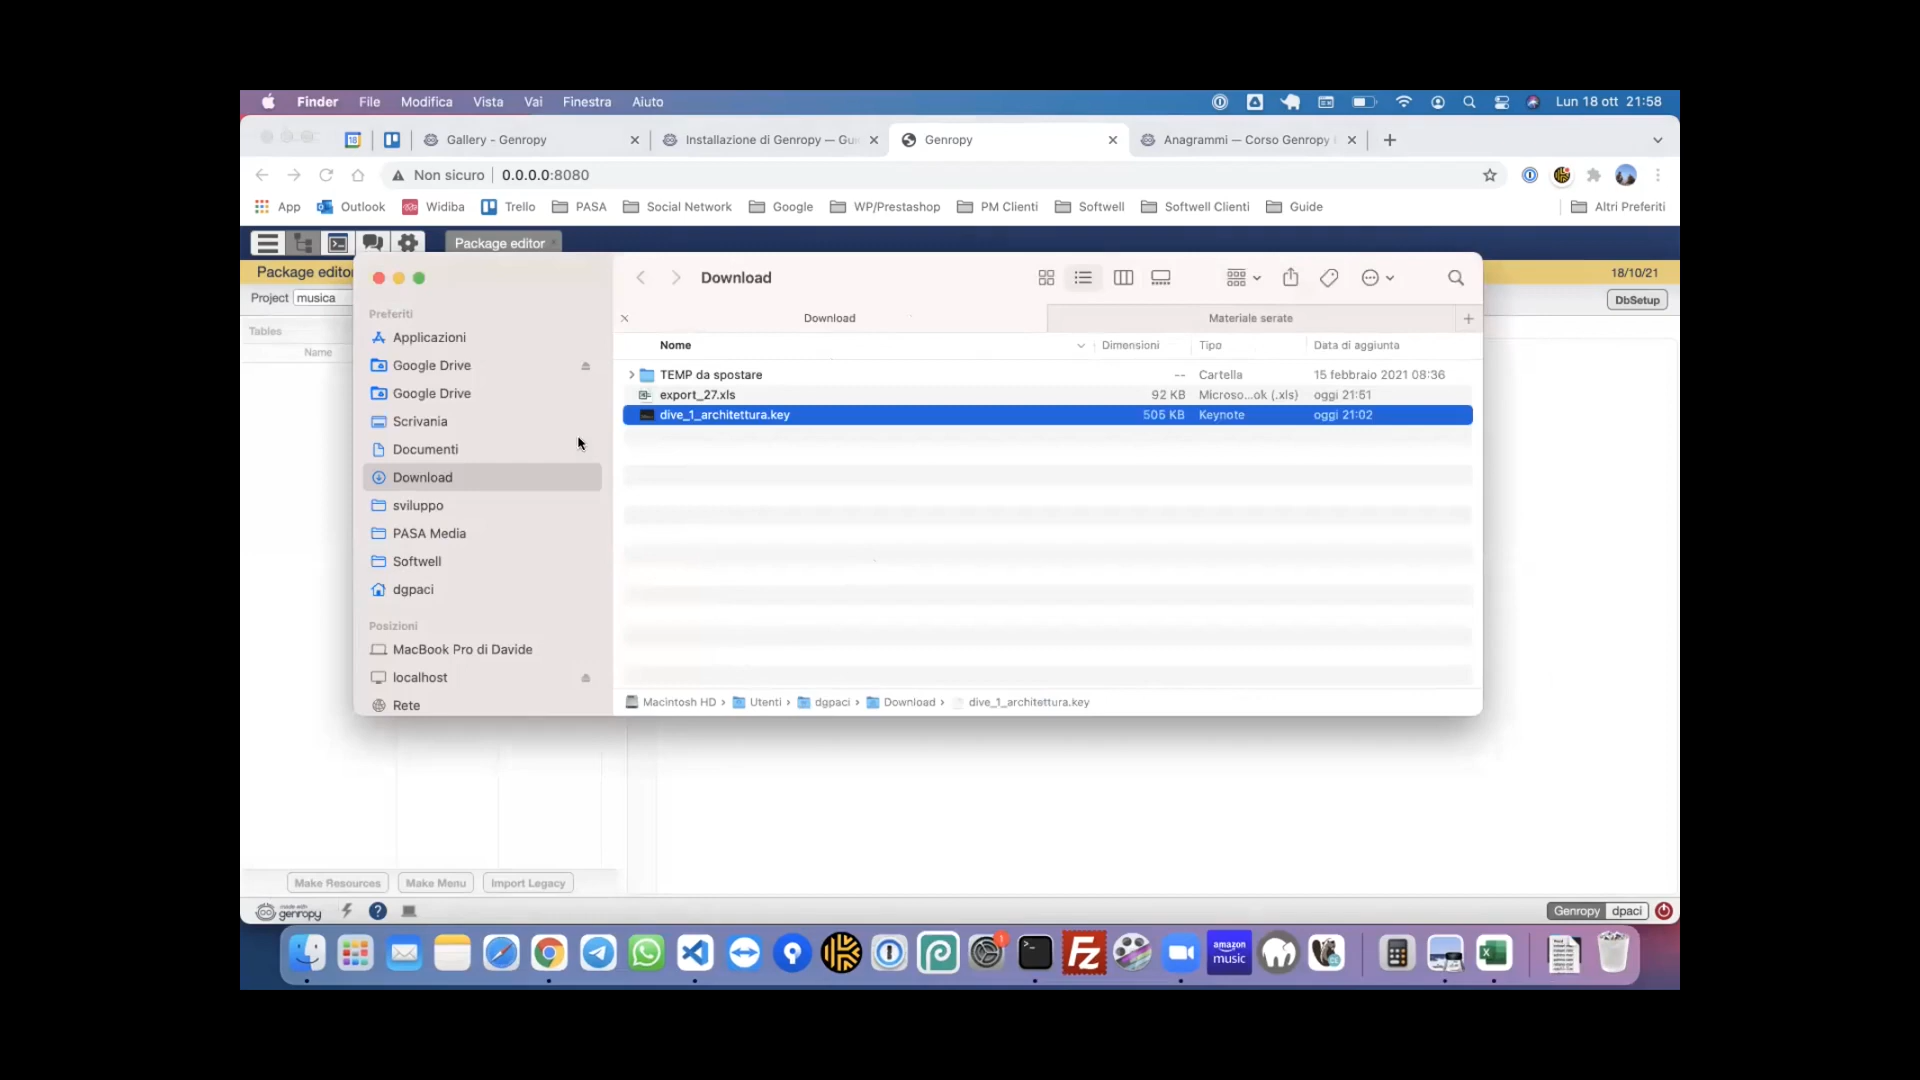 Finder File Modifica Vista Vai Finestra Aiuto Lun 18 ott 21:58
18 Gallery - Genropy Installazione di Genropy — Gui Genropy Anagrammi — Corso Genropy
Non sicuro 0.0.0.0:8080
App Outlook Widiba Trello PASA Social Network Google WP/Prestashop PM Clienti Softwell Softwell Clienti Guide Altri Preferiti
Package editor
Package editor 18/10/21
Project musica DbSetup
Tables
Name
Download
Download Materiale serate
Preferiti
Applicazioni
Google Drive
Google Drive
Scrivania
Documenti
Download
sviluppo
PASA Media
Softwell
dgpaci
Posizioni
MacBook Pro di Davide
localhost
Rete
Nome Dimensioni Tipo Data di aggiunta
TEMP da spostare -- Cartella 15 febbraio 2021 08:36
export_27.xls 92 KB Microso...ok (.xls) oggi 21:51
dive_1_architettura.key 505 KB Keynote oggi 21:02
Macintosh HD › Utenti › dgpaci › Download › dive_1_architettura.key
Make Resources Make Menu Import Legacy
genropy ? Genropy dpaci
Fz amazon music 1